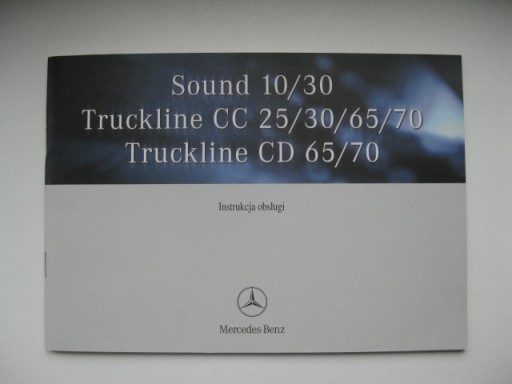 Sound 10/30
Truckline CC 25/30/65/70
Truckline CD 65/70
Instrukcja obsługi
Mercedes-Benz